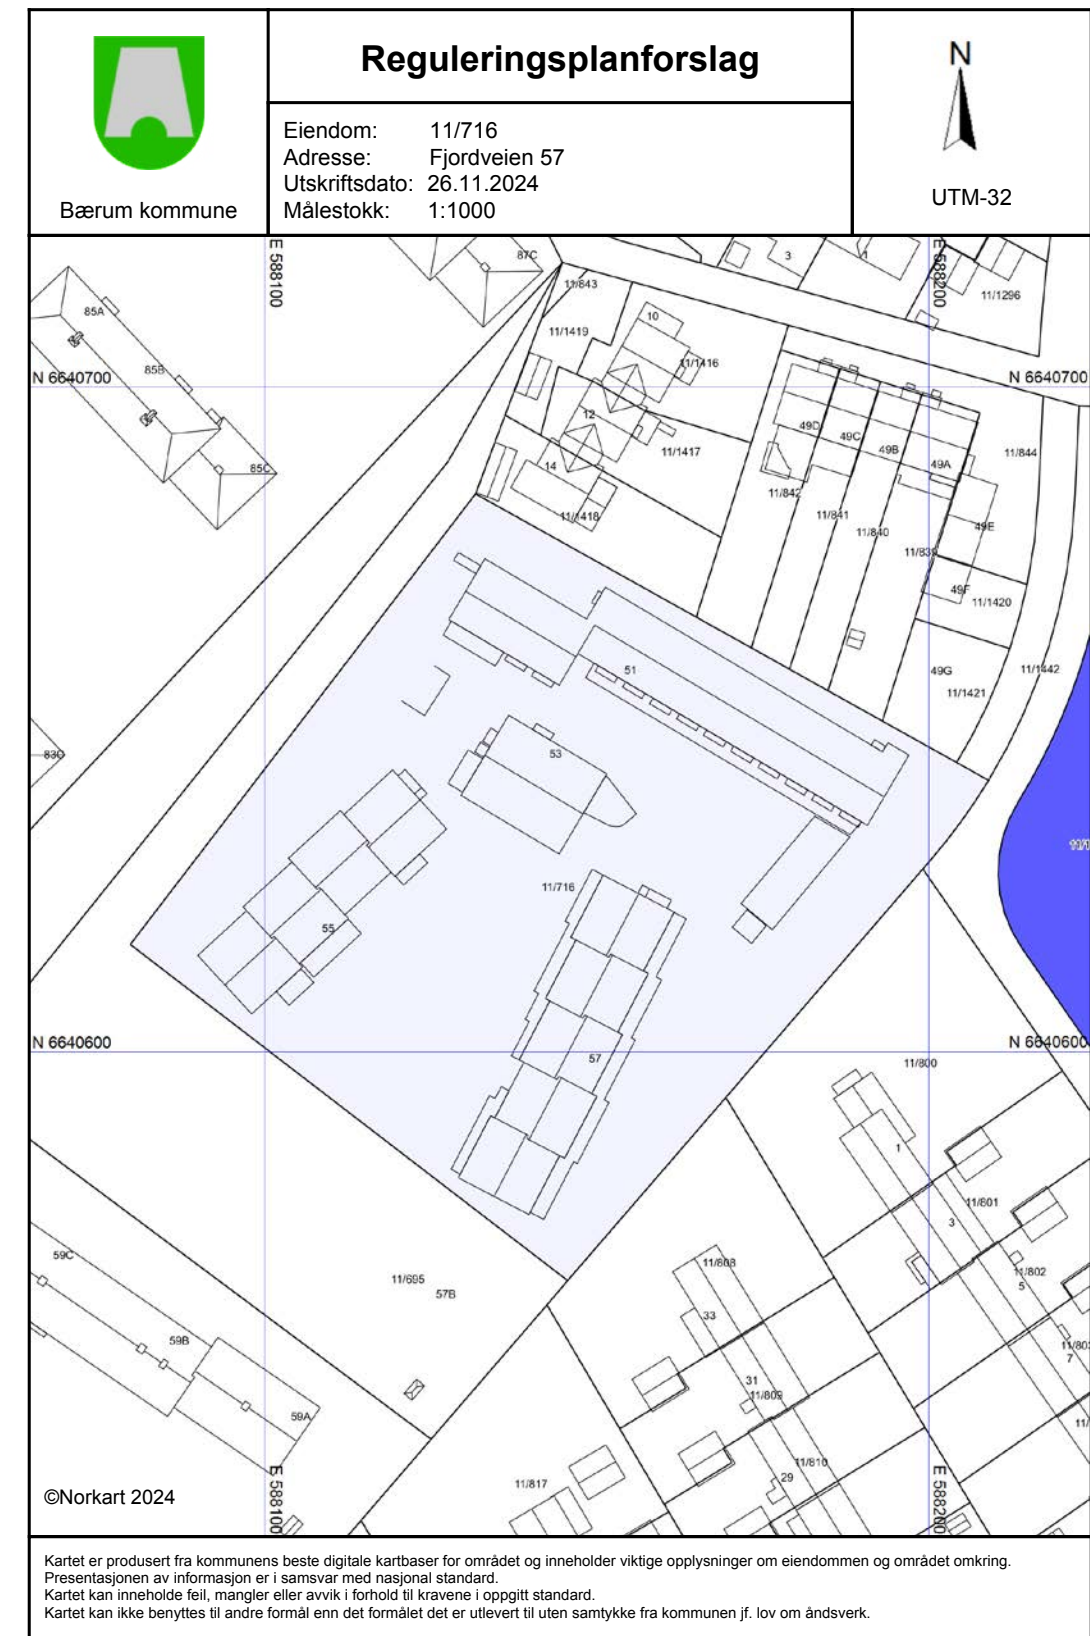 Reguleringsplanforslag
Bærum kommune
Eiendom: 11/716
Adresse: Fjordveien 57
Utskriftsdato: 26.11.2024
Målestokk: 1:1000
N
UTM-32
E 588100
87C
3
1
E 588200
11/843
11/1296
85A
10
11/1419
11/1416
85B
N 6640700
N 6640700
12
49D
49C
49B
49A
11/844
14
11/1417
85C
11/842
11/1418
11/841
11/840
49E
11/839
49F
11/1420
51
49G
11/1421
11/1442
83C
53
11/716
55
N 6640600
57
N 6640600
11/800
1
11/801
3
59C
11/695
57B
11/808
11/802
5
33
59B
11/803
7
31
11/809
59A
11/810
29
11/817
E 588100
E 588200
©Norkart 2024
Kartet er produsert fra kommunens beste digitale kartbaser for området og inneholder viktige opplysninger om eiendommen og området omkring.
Presentasjonen av informasjon er i samsvar med nasjonal standard.
Kartet kan inneholde feil, mangler eller avvik i forhold til kravene i oppgitt standard.
Kartet kan ikke benyttes til andre formål enn det formålet det er utlevert til uten samtykke fra kommunen jf. lov om åndsverk.